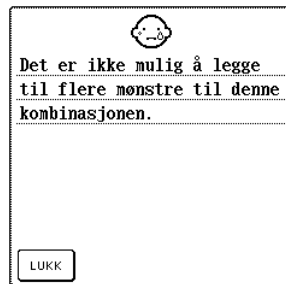 Det er ikke mulig å legge
til flere mønstre til denne
kombinasjonen.
LUKK